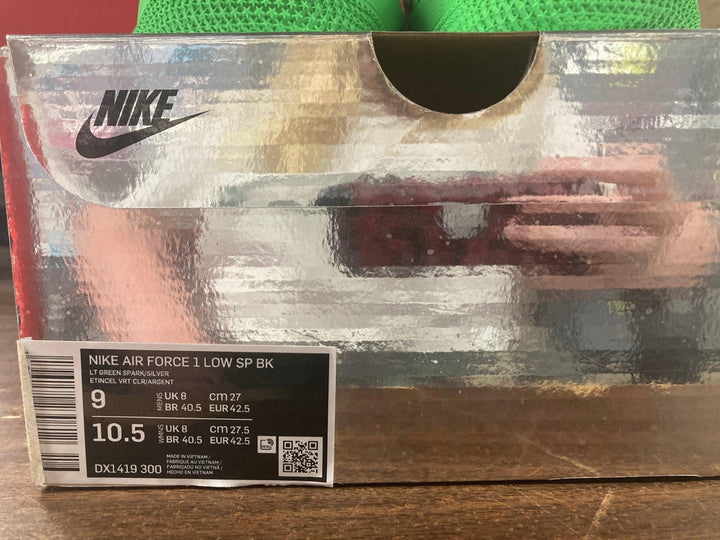 NIKE
NIKE AIR FORCE 1 LOW SP BK
LT GREEN SPARK/SILVER
ETINCEL VRT CLR/ARGENT
9 MENS UK 8 CM 27
BR 40.5 EUR 42.5
10.5 WMNS UK 8 CM 27.5
BR 40.5 EUR 42.5
MADE IN VIETNAM /
FABRIQUE AU VIETNAM /
FABRICADO NO VIETNÃ /
HECHO EN VIETNAM
DX1419 300